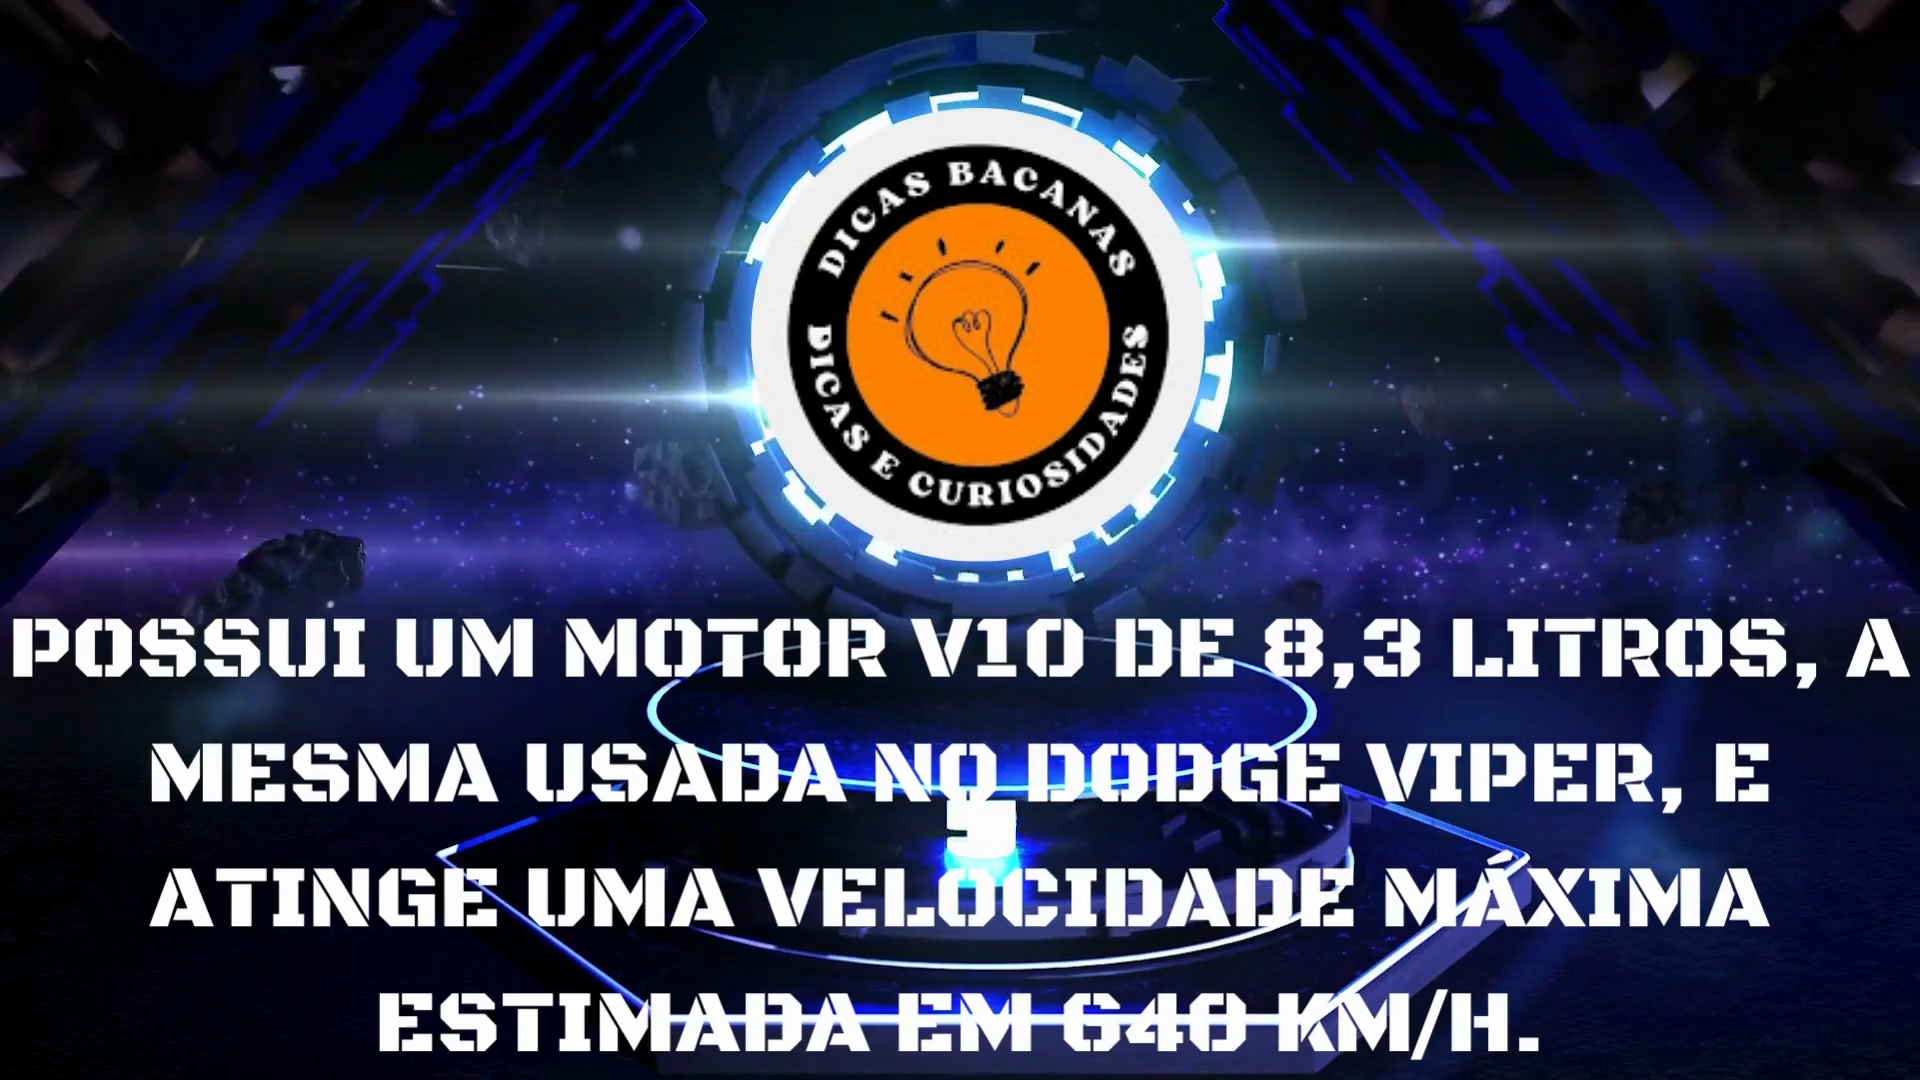 DICAS BACANAS
DICAS E CURIOSIDADES
POSSUI UM MOTOR V10 DE 8,3 LITROS, A
MESMA USADA NO DODGE VIPER, E
ATINGE UMA VELOCIDADE MÁXIMA
ESTIMADA EM 640 KM/H.